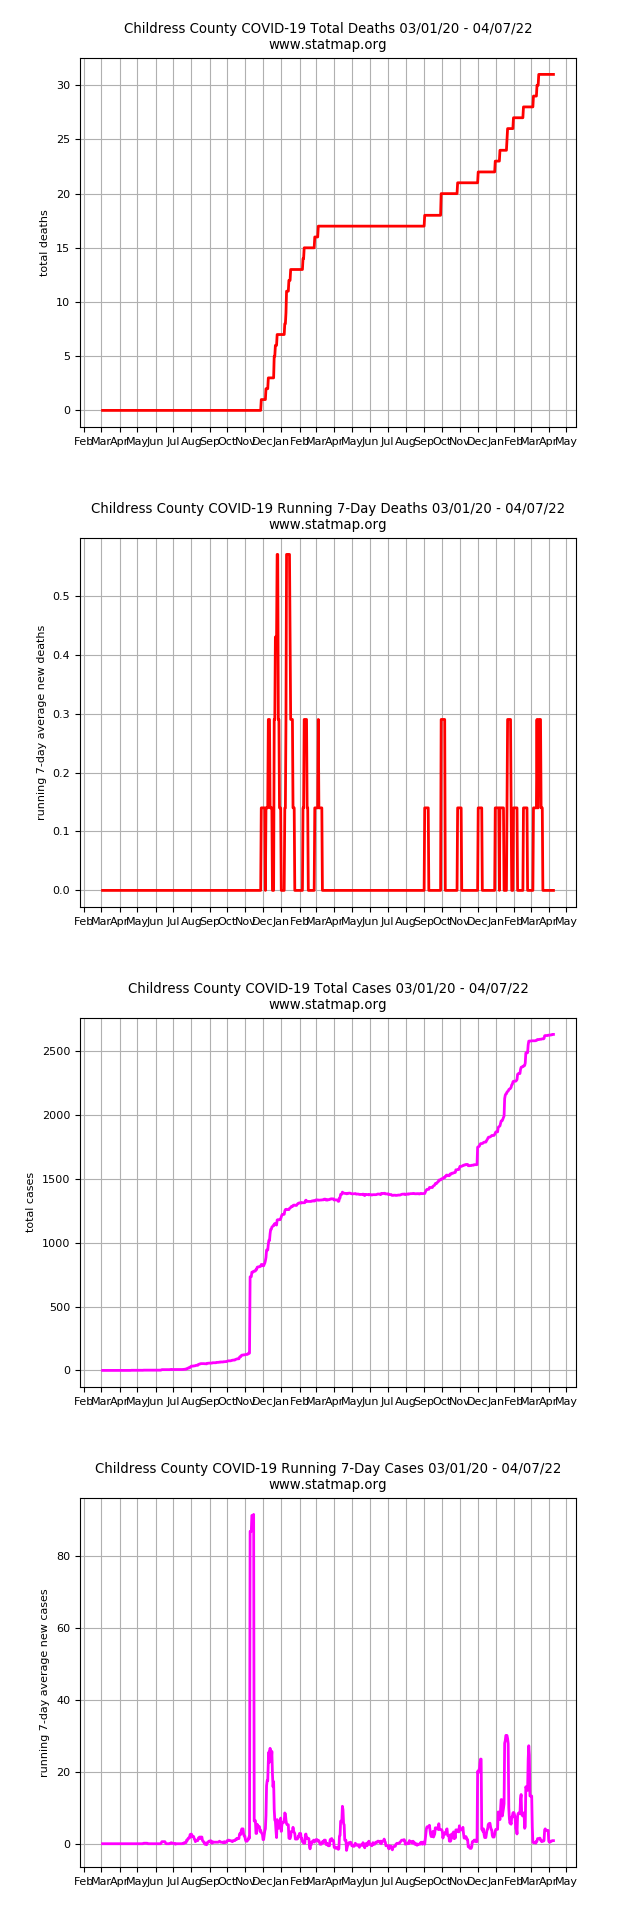 Childress County COVID-19 Total Deaths 03/01/20 - 04/07/22
www.statmap.org
30
25
20
15
10
5
0
total deaths
Feb Mar Apr May Jun Jul Aug Sep Oct Nov Dec Jan Feb Mar Apr May Jun Jul Aug Sep Oct Nov Dec Jan Feb Mar Apr May
Childress County COVID-19 Running 7-Day Deaths 03/01/20 - 04/07/22
www.statmap.org
0.5
0.4
0.3
0.2
0.1
0.0
running 7-day average new deaths
Feb Mar Apr May Jun Jul Aug Sep Oct Nov Dec Jan Feb Mar Apr May Jun Jul Aug Sep Oct Nov Dec Jan Feb Mar Apr May
Childress County COVID-19 Total Cases 03/01/20 - 04/07/22
www.statmap.org
2500
2000
1500
1000
500
0
total cases
Feb Mar Apr May Jun Jul Aug Sep Oct Nov Dec Jan Feb Mar Apr May Jun Jul Aug Sep Oct Nov Dec Jan Feb Mar Apr May
Childress County COVID-19 Running 7-Day Cases 03/01/20 - 04/07/22
www.statmap.org
80
60
40
20
0
running 7-day average new cases
Feb Mar Apr May Jun Jul Aug Sep Oct Nov Dec Jan Feb Mar Apr May Jun Jul Aug Sep Oct Nov Dec Jan Feb Mar Apr May